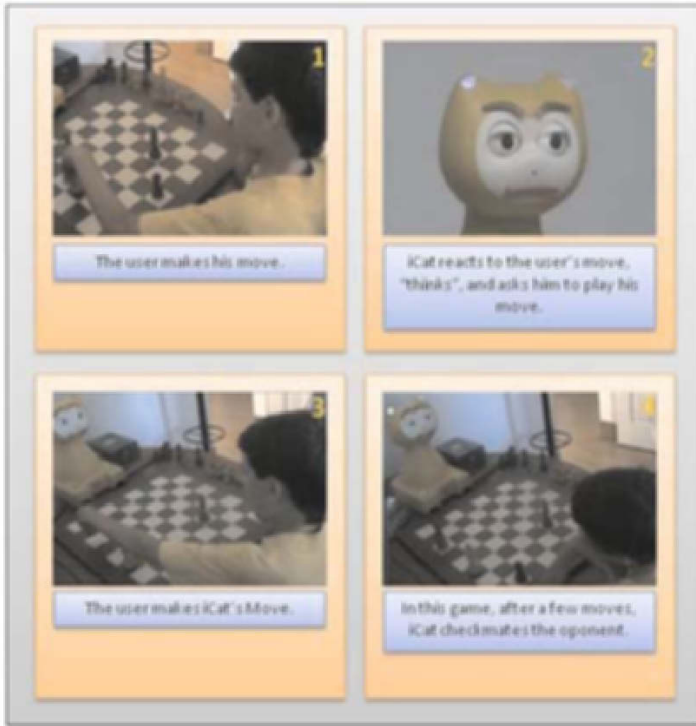 1
The user makes his move.
2
iCat reacts to the user's move,
"thinks", and asks him to play his
move.
3
The user makes iCat's Move.
4
In this game, after a few moves,
iCat checkmates the oponent.